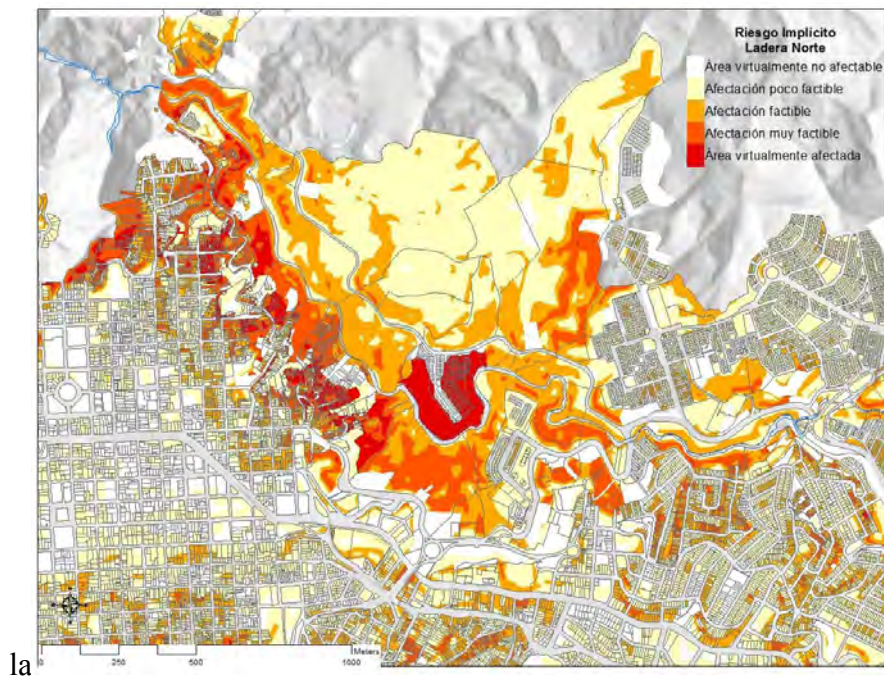 Riesgo Implícito
Ladera Norte
Área virtualmente no afectable
Afectación poco factible
Afectación factible
Afectación muy factible
Área virtualmente afectada
la
0 250 500 1000 Meters